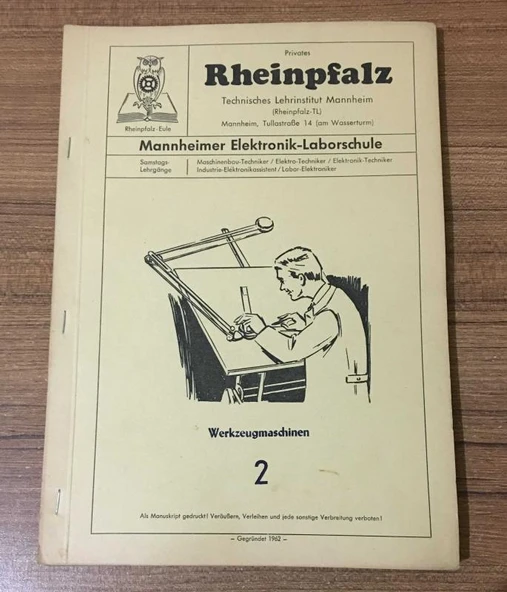 Privates
Rheinpfalz
Technisches Lehrinstitut Mannheim
(Rheinpfalz-TL)
Mannheim, Tullastraße 14 (am Wasserturm)
Rheinpfalz-Eule
Mannheimer Elektronik-Laborschule
Samstags-
Lehrgänge
Maschinenbau-Techniker / Elektro-Techniker / Elektronik-Techniker
Industrie-Elektronikassistent / Labor-Elektroniker
Werkzeugmaschinen
2
Als Manuskript gedruckt! Veräußern, Verleihen und jede sonstige Verbreitung verboten!
– Gegründet 1962 –